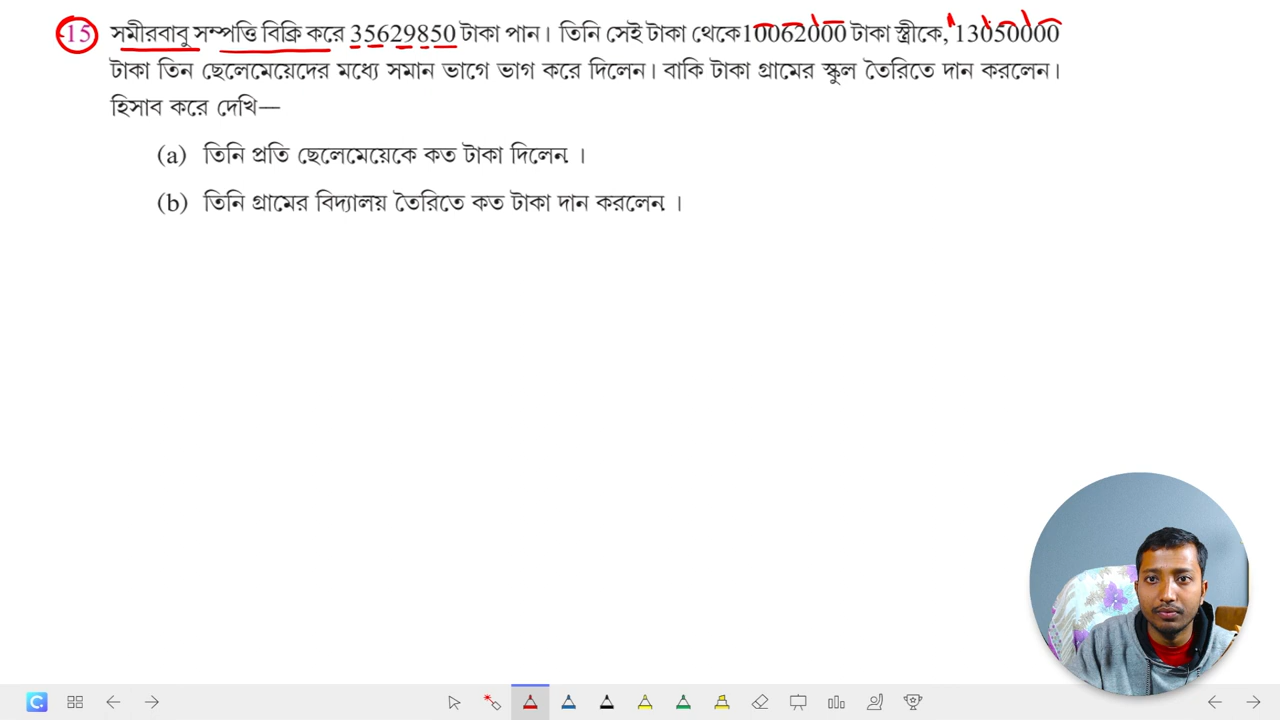 15 সমীরবাবু সম্পত্তি বিক্রি করে 35629850 টাকা পান। তিনি সেই টাকা থেকে10062000 টাকা স্ত্রীকে, 13050000
টাকা তিন ছেলেমেয়েদের মধ্যে সমান ভাগে ভাগ করে দিলেন। বাকি টাকা গ্রামের স্কুল তৈরিতে দান করলেন।
হিসাব করে দেখি—
(a) তিনি প্রতি ছেলেমেয়েকে কত টাকা দিলেন ।
(b) তিনি গ্রামের বিদ্যালয় তৈরিতে কত টাকা দান করলেন ।